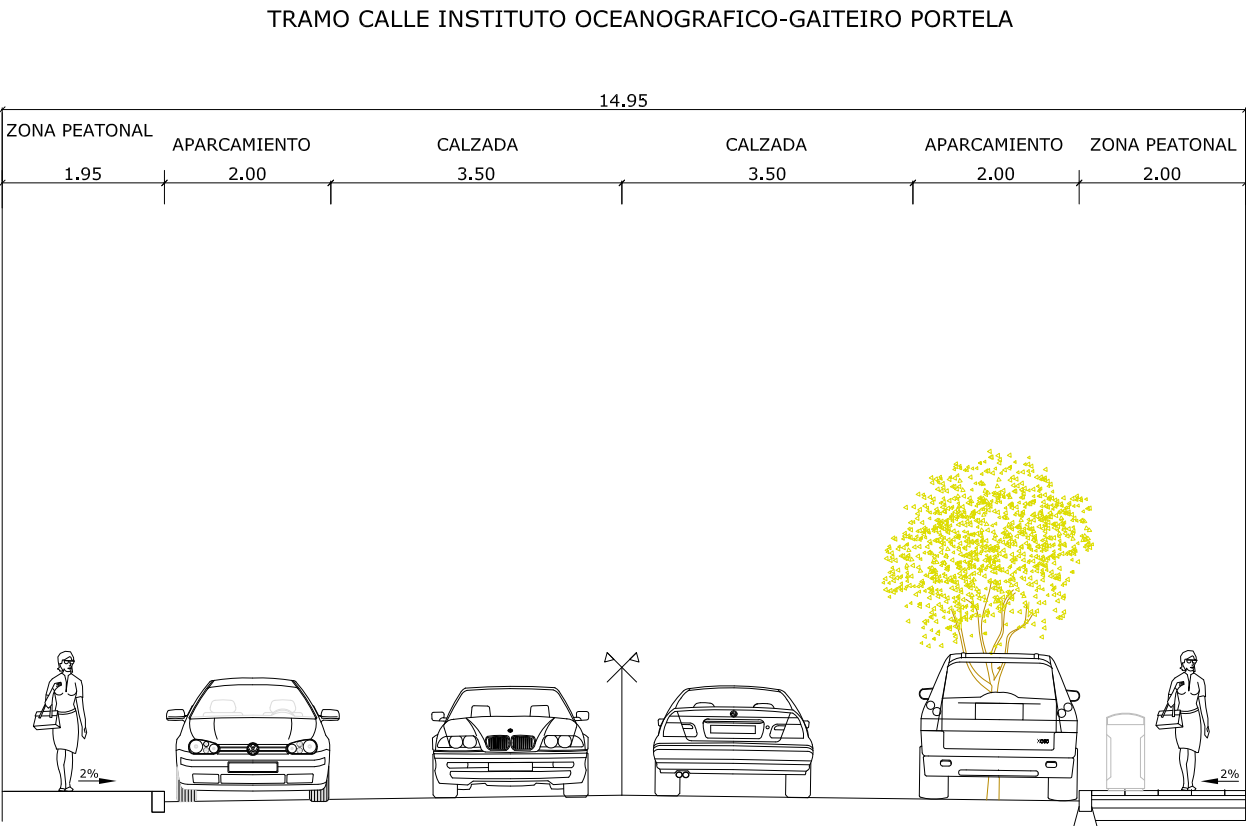 TRAMO CALLE INSTITUTO OCEANOGRAFICO-GAITEIRO PORTELA
14.95
ZONA PEATONAL
APARCAMIENTO CALZADA CALZADA APARCAMIENTO ZONA PEATONAL
1.95 2.00 3.50 3.50 2.00 2.00
2% 2%